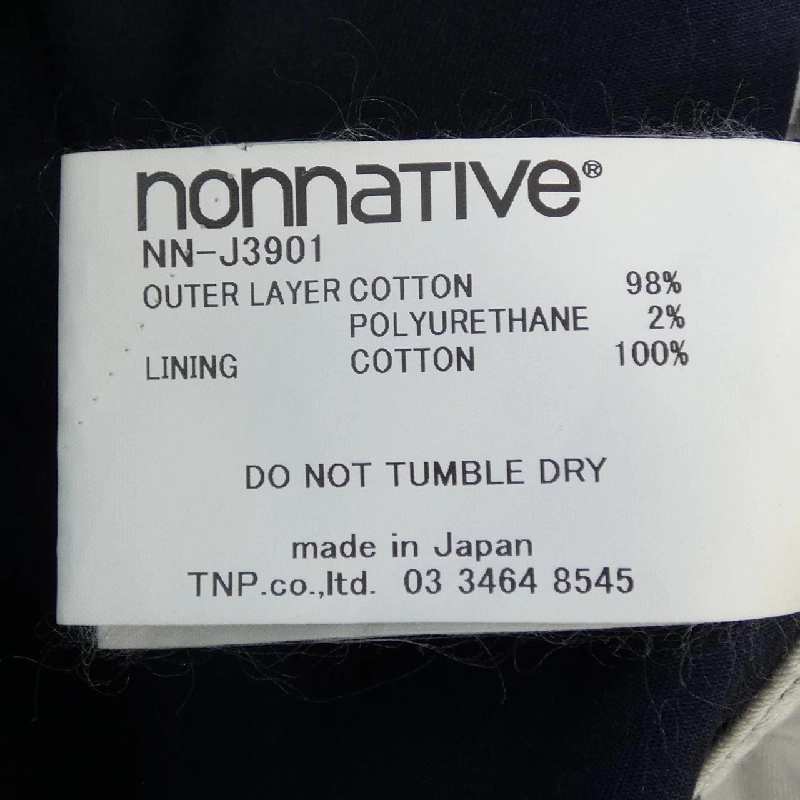 nonnative®
NN-J3901
OUTER LAYER COTTON 98%
POLYURETHANE 2%
LINING COTTON 100%
DO NOT TUMBLE DRY
made in Japan
TNP.co.,ltd. 03 3464 8545